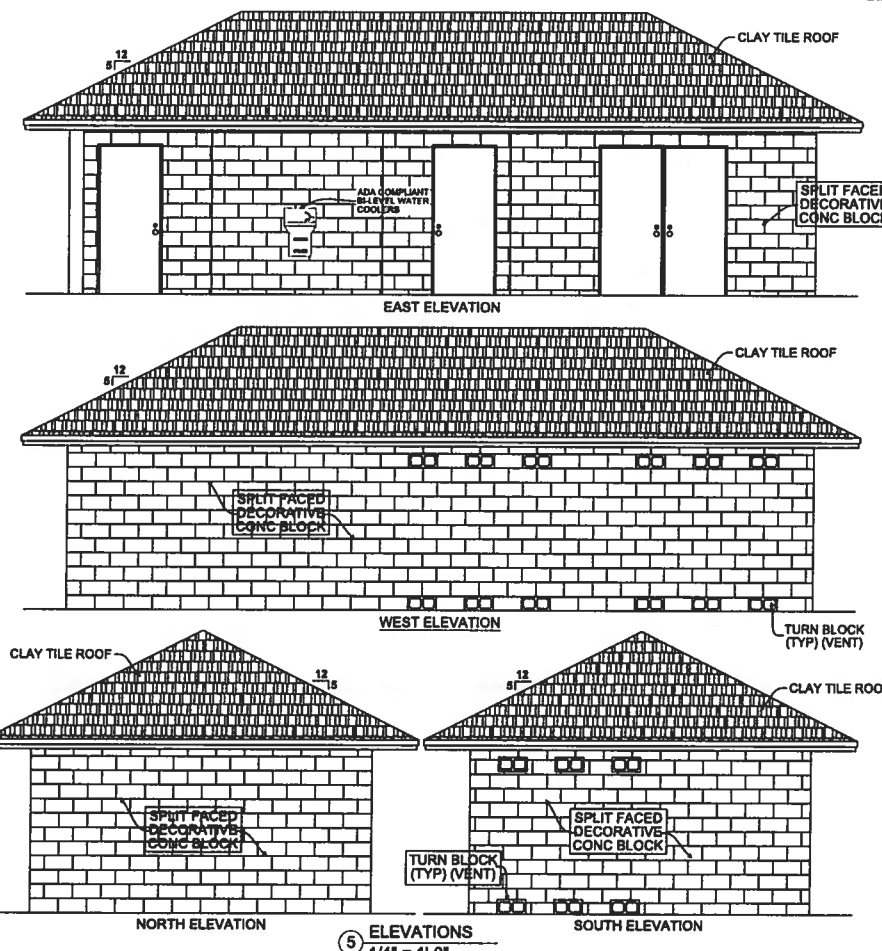 CLAY TILE ROOF
12
5
ADA COMPLIANT
BI-LEVEL WATER
COOLERS
SPLIT FACED
DECORATIVE
CONC BLOCK
EAST ELEVATION
CLAY TILE ROOF
12
5
SPLIT FACED
DECORATIVE
CONC BLOCK
WEST ELEVATION
TURN BLOCK
(TYP) (VENT)
CLAY TILE ROOF
12
5
SPLIT FACED
DECORATIVE
CONC BLOCK
NORTH ELEVATION
12
5
CLAY TILE ROO
SPLIT FACED
DECORATIVE
CONC BLOCK
TURN BLOCK
(TYP) (VENT)
SOUTH ELEVATION
5 ELEVATIONS